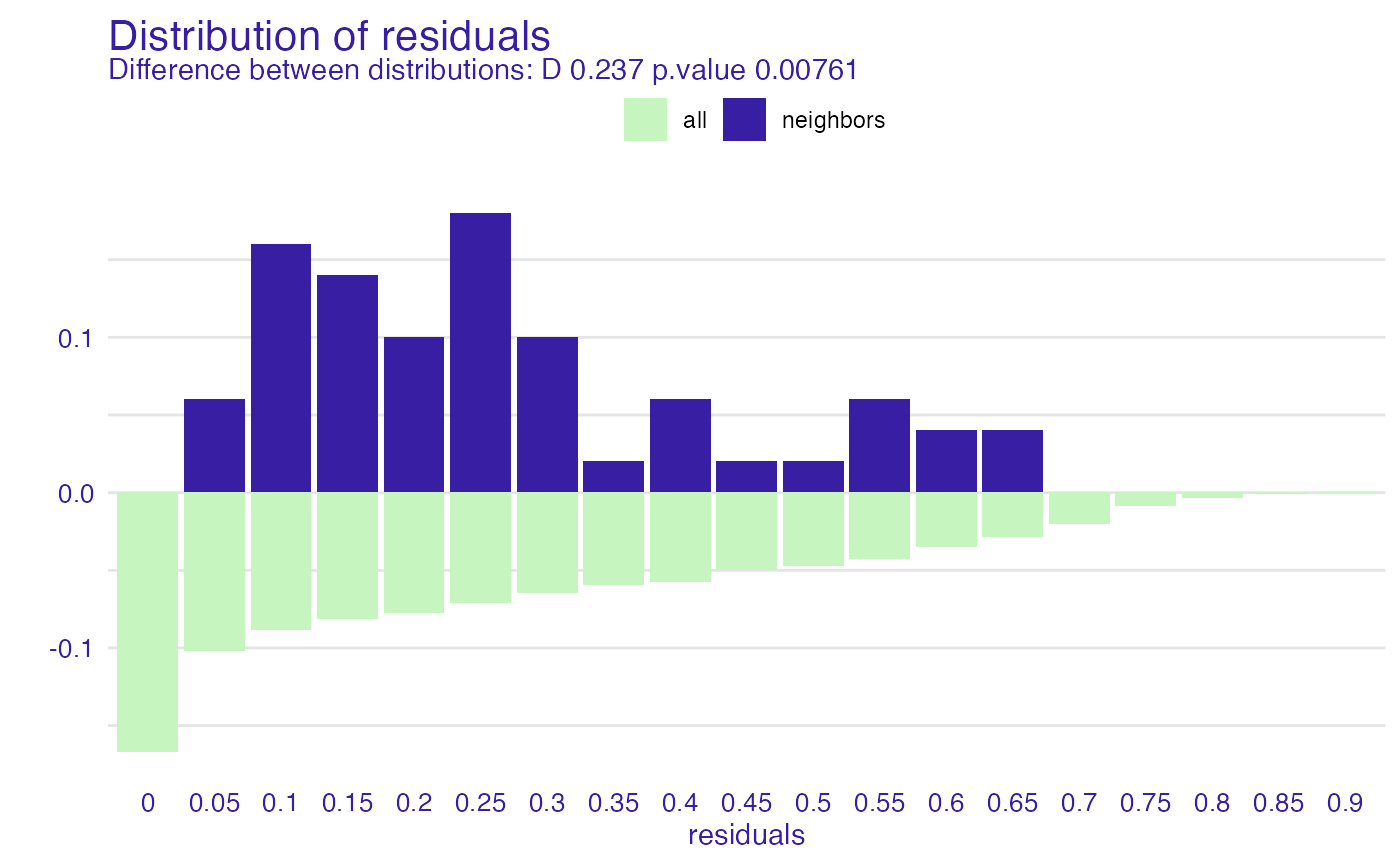 Distribution of residuals
Difference between distributions: D 0.237 p.value 0.00761
all neighbors
0.1
0.0
-0.1
0 0.05 0.1 0.15 0.2 0.25 0.3 0.35 0.4 0.45 0.5 0.55 0.6 0.65 0.7 0.75 0.8 0.85 0.9
residuals